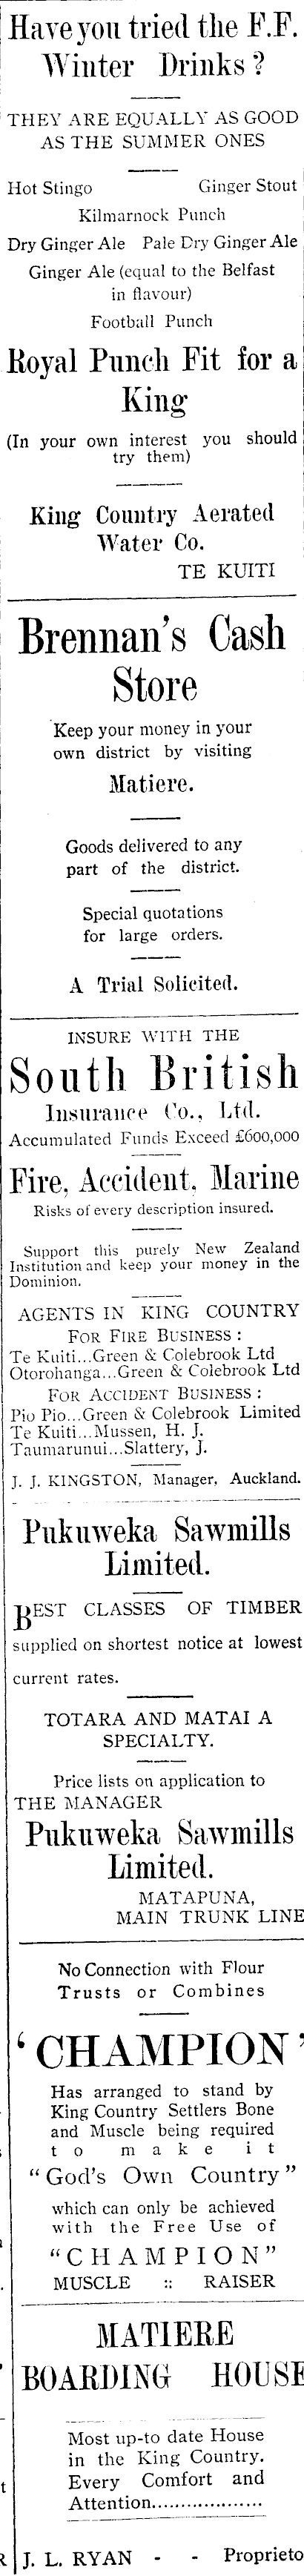 Have you tried the F.F.
Winter Drinks?
THEY ARE EQUALLY AS GOOD
AS THE SUMMER ONES
Hot Stingo Ginger Stout
Kilmarnock Punch
Dry Ginger Ale Pale Dry Ginger Ale
Ginger Ale (equal to the Belfast
in flavour)
Football Punch
Royal Punch Fit for a
King
(In your own interest you should
try them)
King Country Aerated
Water Co.
TE KUITI
Brennan's Cash
Store
Keep your money in your
own district by visiting
Matiere.
Goods delivered to any
part of the district.
Special quotations
for large orders.
A Trial Solicited.
INSURE WITH THE
South British
Insurance Co., Ltd.
Accumulated Funds Exceed £600,000
Fire, Accident, Marine
Risks of every description insured.
Support this purely New Zealand
Institution and keep your money in the
Dominion.
AGENTS IN KING COUNTRY
FOR FIRE BUSINESS :
Te Kuiti...Green & Colebrook Ltd
Otorohanga...Green & Colebrook Ltd
FOR ACCIDENT BUSINESS :
Pio Pio...Green & Colebrook Limited
Te Kuiti...Mussen, H. J.
Taumarunui...Slattery, J.
J. J. KINGSTON, Manager, Auckland.
Pukuweka Sawmills
Limited.
BEST CLASSES OF TIMBER
supplied on shortest notice at lowest
current rates.
TOTARA AND MATAI A
SPECIALTY.
Price lists on application to
THE MANAGER
Pukuweka Sawmills
Limited.
MATAPUNA,
MAIN TRUNK LINE
No Connection with Flour
Trusts or Combines
'CHAMPION'
Has arranged to stand by
King Country Settlers Bone
and Muscle being required
to make it
"God's Own Country"
which can only be achieved
with the Free Use of
"CHAMPION"
MUSCLE :: RAISER
MATIERE
BOARDING HOUSE
Most up-to date House
in the King Country.
Every Comfort and
Attention...................
J. L. RYAN - - Proprieto